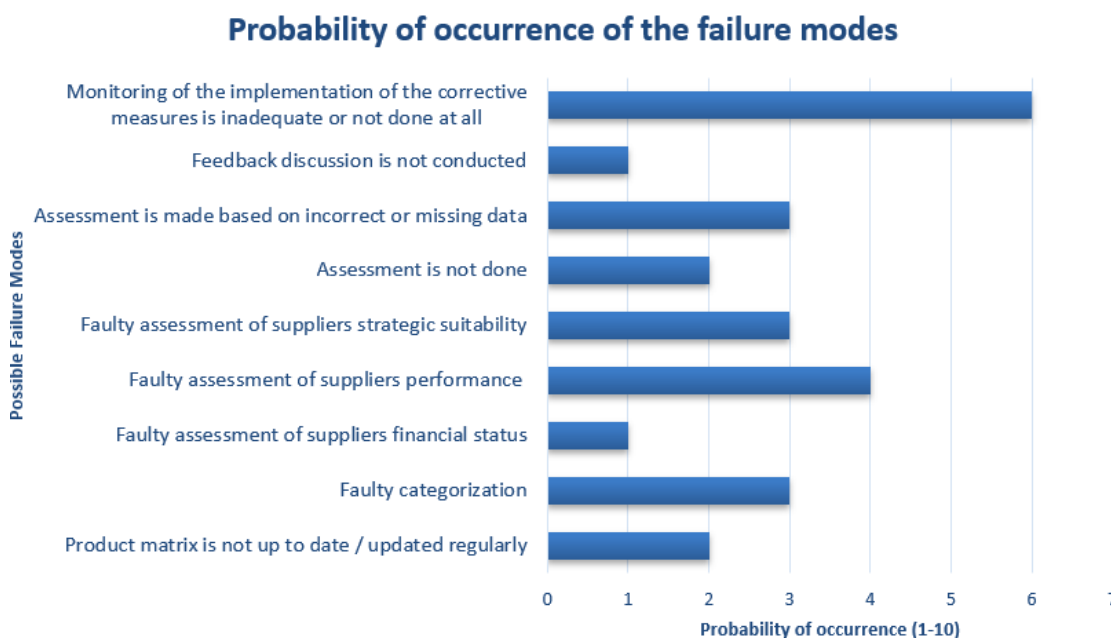 Probability of occurrence of the failure modes
Possible Failure Modes
Monitoring of the implementation of the corrective
measures is inadequate or not done at all
Feedback discussion is not conducted
Assessment is made based on incorrect or missing data
Assessment is not done
Faulty assessment of suppliers strategic suitability
Faulty assessment of suppliers performance
Faulty assessment of suppliers financial status
Faulty categorization
Product matrix is not up to date / updated regularly
0 1 2 3 4 5 6 7
Probability of occurrence (1-10)